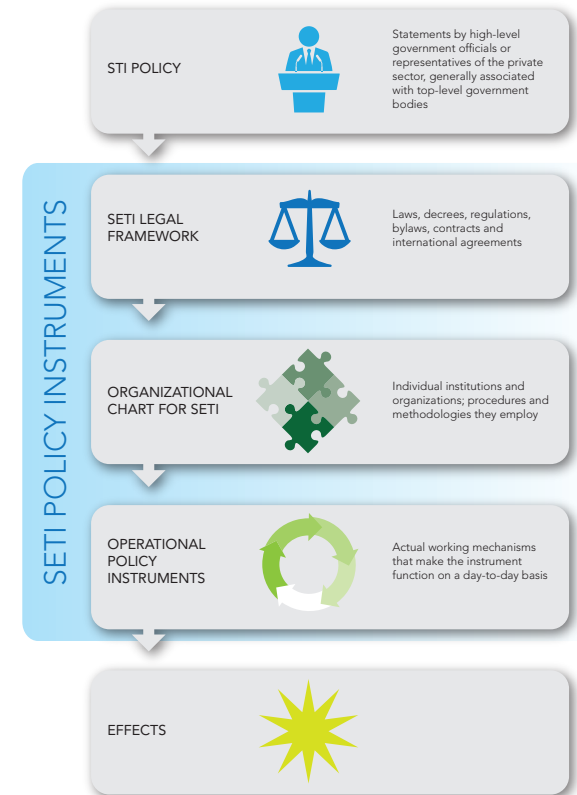 STI POLICY
Statements by high-level
government officials or
representatives of the private
sector, generally associated
with top-level government
bodies
SETI POLICY INSTRUMENTS
SETI LEGAL
FRAMEWORK
Laws, decrees, regulations,
bylaws, contracts and
international agreements
ORGANIZATIONAL
CHART FOR SETI
Individual institutions and
organizations; procedures and
methodologies they employ
OPERATIONAL
POLICY
INSTRUMENTS
Actual working mechanisms
that make the instrument
function on a day-to-day basis
EFFECTS